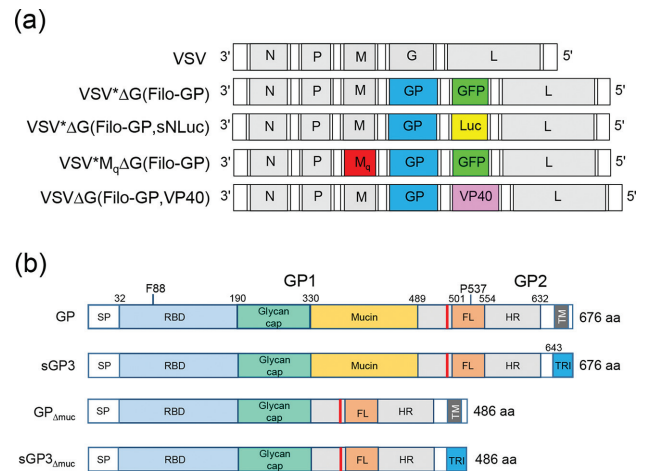 (a)
VSV 3' N P M G L 5'
VSV*ΔG(Filo-GP) 3' N P M GP GFP L 5'
VSV*ΔG(Filo-GP,sNLuc) 3' N P M GP Luc L 5'
VSV*MqΔG(Filo-GP) 3' N P Mq GP GFP L 5'
VSVΔG(Filo-GP,VP40) 3' N P M GP VP40 L 5'
(b)
GP1 GP2
F88 P537
32 190 330 489 501 554 632
GP SP RBD Glycan cap Mucin FL HR TM 676 aa
643
sGP3 SP RBD Glycan cap Mucin FL HR TRI 676 aa
GPΔmuc SP RBD Glycan cap FL HR TM 486 aa
sGP3Δmuc SP RBD Glycan cap FL HR TRI 486 aa